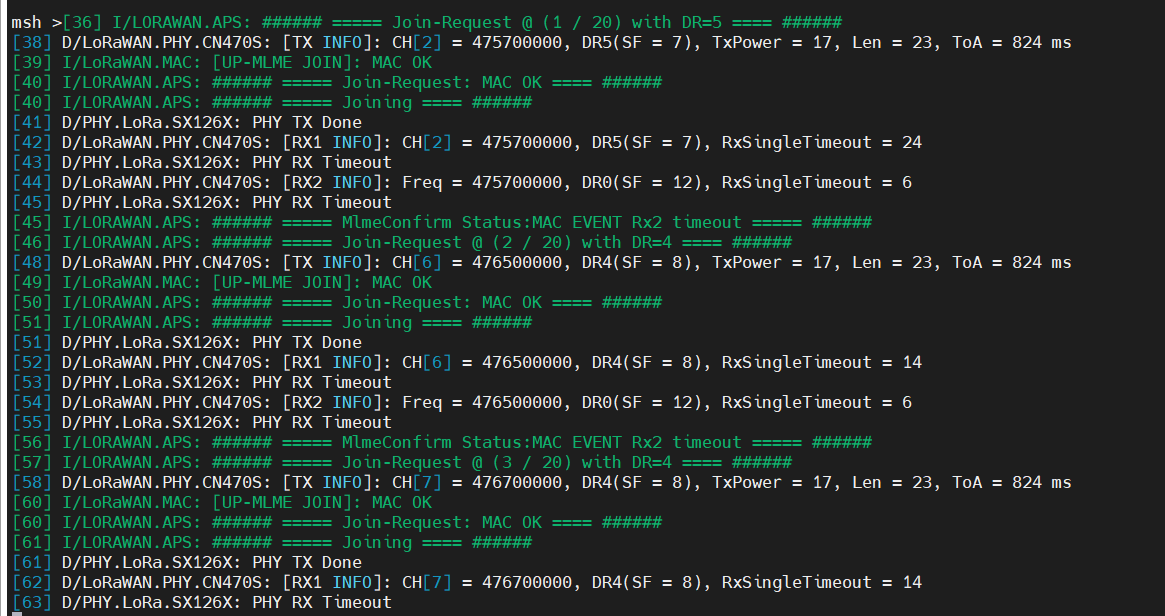 msh >[36] I/LORAWAN.APS: ###### ===== Join-Request @ (1 / 20) with DR=5 ==== ######
[38] D/LoRaWAN.PHY.CN470S: [TX INFO]: CH[2] = 475700000, DR5(SF = 7), TxPower = 17, Len = 23, ToA = 824 ms
[39] I/LoRaWAN.MAC: [UP-MLME JOIN]: MAC OK
[40] I/LORAWAN.APS: ###### ===== Join-Request: MAC OK ==== ######
[40] I/LORAWAN.APS: ###### ===== Joining ==== ######
[41] D/PHY.LoRa.SX126X: PHY TX Done
[42] D/LoRaWAN.PHY.CN470S: [RX1 INFO]: CH[2] = 475700000, DR5(SF = 7), RxSingleTimeout = 24
[43] D/PHY.LoRa.SX126X: PHY RX Timeout
[44] D/LoRaWAN.PHY.CN470S: [RX2 INFO]: Freq = 475700000, DR0(SF = 12), RxSingleTimeout = 6
[45] D/PHY.LoRa.SX126X: PHY RX Timeout
[45] I/LORAWAN.APS: ###### ===== MlmeConfirm Status:MAC EVENT Rx2 timeout ===== ######
[46] I/LORAWAN.APS: ###### ===== Join-Request @ (2 / 20) with DR=4 ==== ######
[48] D/LoRaWAN.PHY.CN470S: [TX INFO]: CH[6] = 476500000, DR4(SF = 8), TxPower = 17, Len = 23, ToA = 824 ms
[49] I/LoRaWAN.MAC: [UP-MLME JOIN]: MAC OK
[50] I/LORAWAN.APS: ###### ===== Join-Request: MAC OK ==== ######
[51] I/LORAWAN.APS: ###### ===== Joining ==== ######
[51] D/PHY.LoRa.SX126X: PHY TX Done
[52] D/LoRaWAN.PHY.CN470S: [RX1 INFO]: CH[6] = 476500000, DR4(SF = 8), RxSingleTimeout = 14
[53] D/PHY.LoRa.SX126X: PHY RX Timeout
[54] D/LoRaWAN.PHY.CN470S: [RX2 INFO]: Freq = 476500000, DR0(SF = 12), RxSingleTimeout = 6
[55] D/PHY.LoRa.SX126X: PHY RX Timeout
[56] I/LORAWAN.APS: ###### ===== MlmeConfirm Status:MAC EVENT Rx2 timeout ===== ######
[57] I/LORAWAN.APS: ###### ===== Join-Request @ (3 / 20) with DR=4 ==== ######
[58] D/LoRaWAN.PHY.CN470S: [TX INFO]: CH[7] = 476700000, DR4(SF = 8), TxPower = 17, Len = 23, ToA = 824 ms
[60] I/LoRaWAN.MAC: [UP-MLME JOIN]: MAC OK
[60] I/LORAWAN.APS: ###### ===== Join-Request: MAC OK ==== ######
[61] I/LORAWAN.APS: ###### ===== Joining ==== ######
[61] D/PHY.LoRa.SX126X: PHY TX Done
[62] D/LoRaWAN.PHY.CN470S: [RX1 INFO]: CH[7] = 476700000, DR4(SF = 8), RxSingleTimeout = 14
[63] D/PHY.LoRa.SX126X: PHY RX Timeout